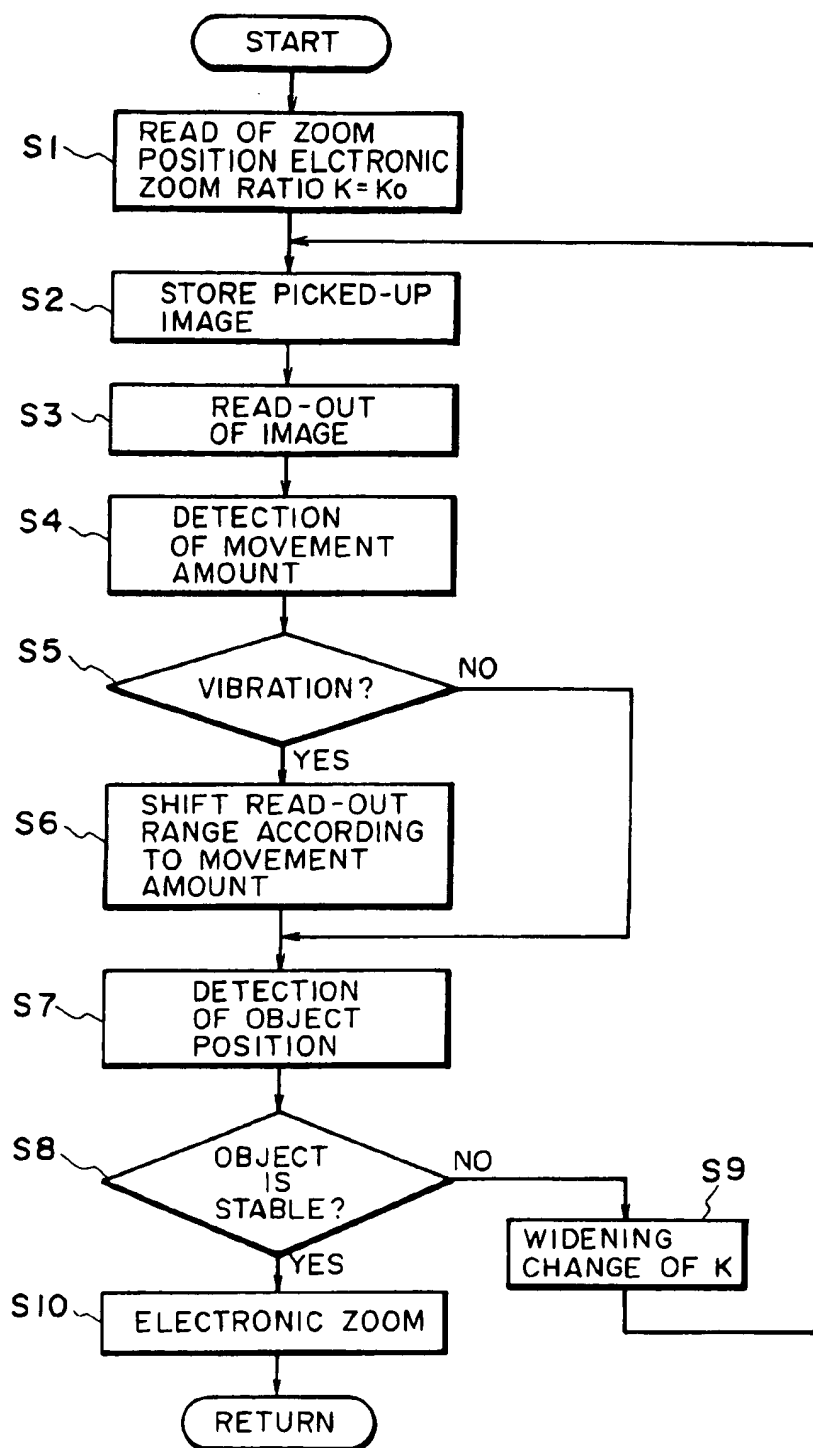 START
S1
READ OF ZOOM
POSITION ELCTRONIC
ZOOM RATIO K=Ko
S2
STORE PICKED-UP
IMAGE
S3
READ-OUT
OF IMAGE
S4
DETECTION
OF MOVEMENT
AMOUNT
S5
VIBRATION?
NO
YES
S6
SHIFT READ-OUT
RANGE ACCORDING
TO MOVEMENT
AMOUNT
S7
DETECTION
OF OBJECT
POSITION
S8
OBJECT
IS
STABLE?
NO
YES
S9
WIDENING
CHANGE OF K
S10
ELECTRONIC ZOOM
RETURN